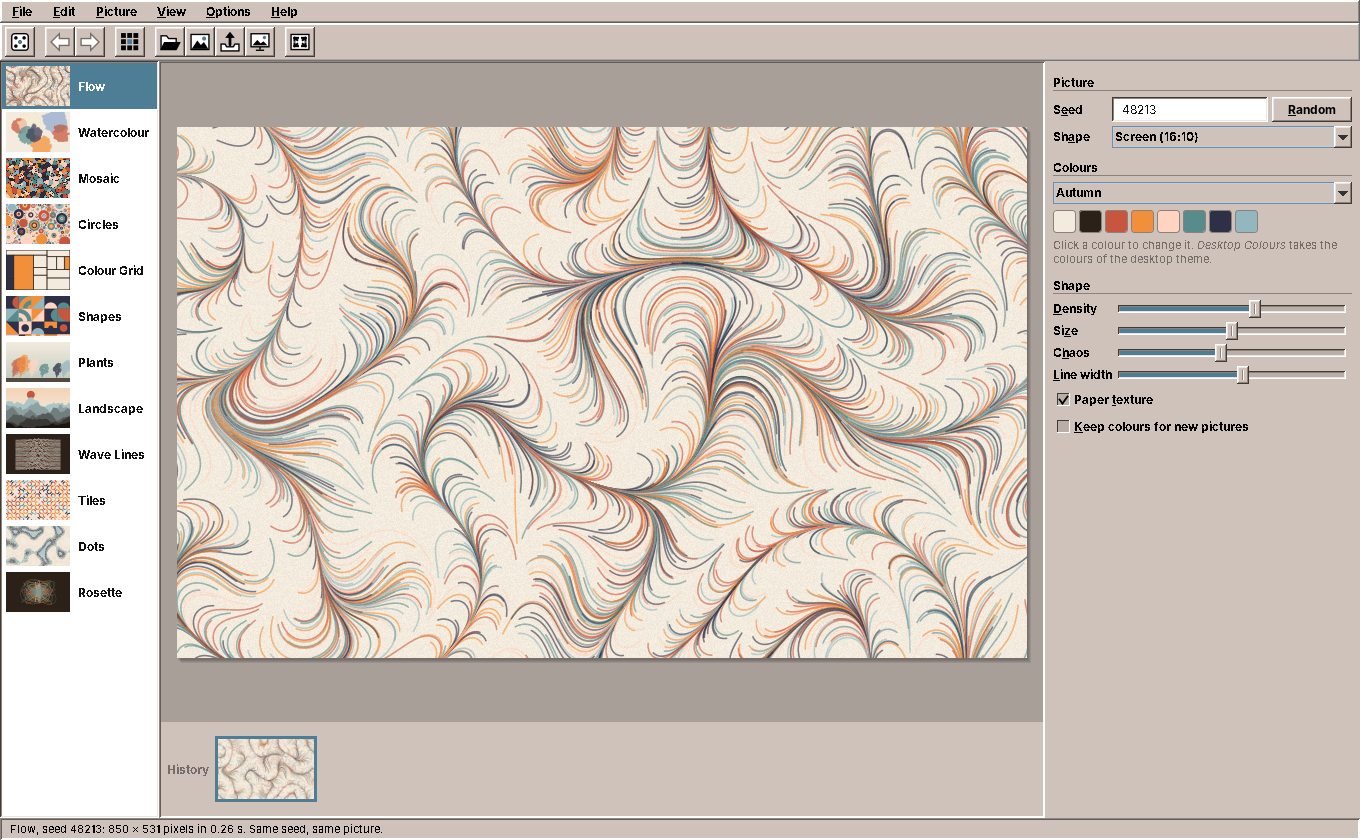 File Edit Picture View Options Help
Flow
Watercolour
Mosaic
Circles
Colour Grid
Shapes
Plants
Landscape
Wave Lines
Tiles
Dots
Rosette
History
Picture
Seed 48213 Random
Shape Screen (16:10)
Colours
Autumn
Click a colour to change it. Desktop Colours takes the
colours of the desktop theme.
Shape
Density
Size
Chaos
Line width
Paper texture
Keep colours for new pictures
Flow, seed 48213: 850 × 531 pixels in 0.26 s. Same seed, same picture.